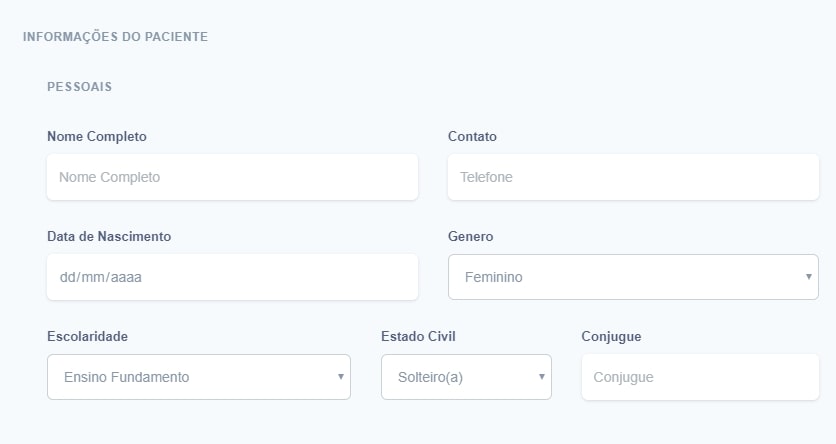 INFORMAÇÕES DO PACIENTE
PESSOAIS
Nome Completo
Contato
Nome Completo
Telefone
Data de Nascimento
Genero
dd/mm/aaaa
Feminino
Escolaridade
Estado Civil
Conjugue
Ensino Fundamento
Solteiro(a)
Conjugue